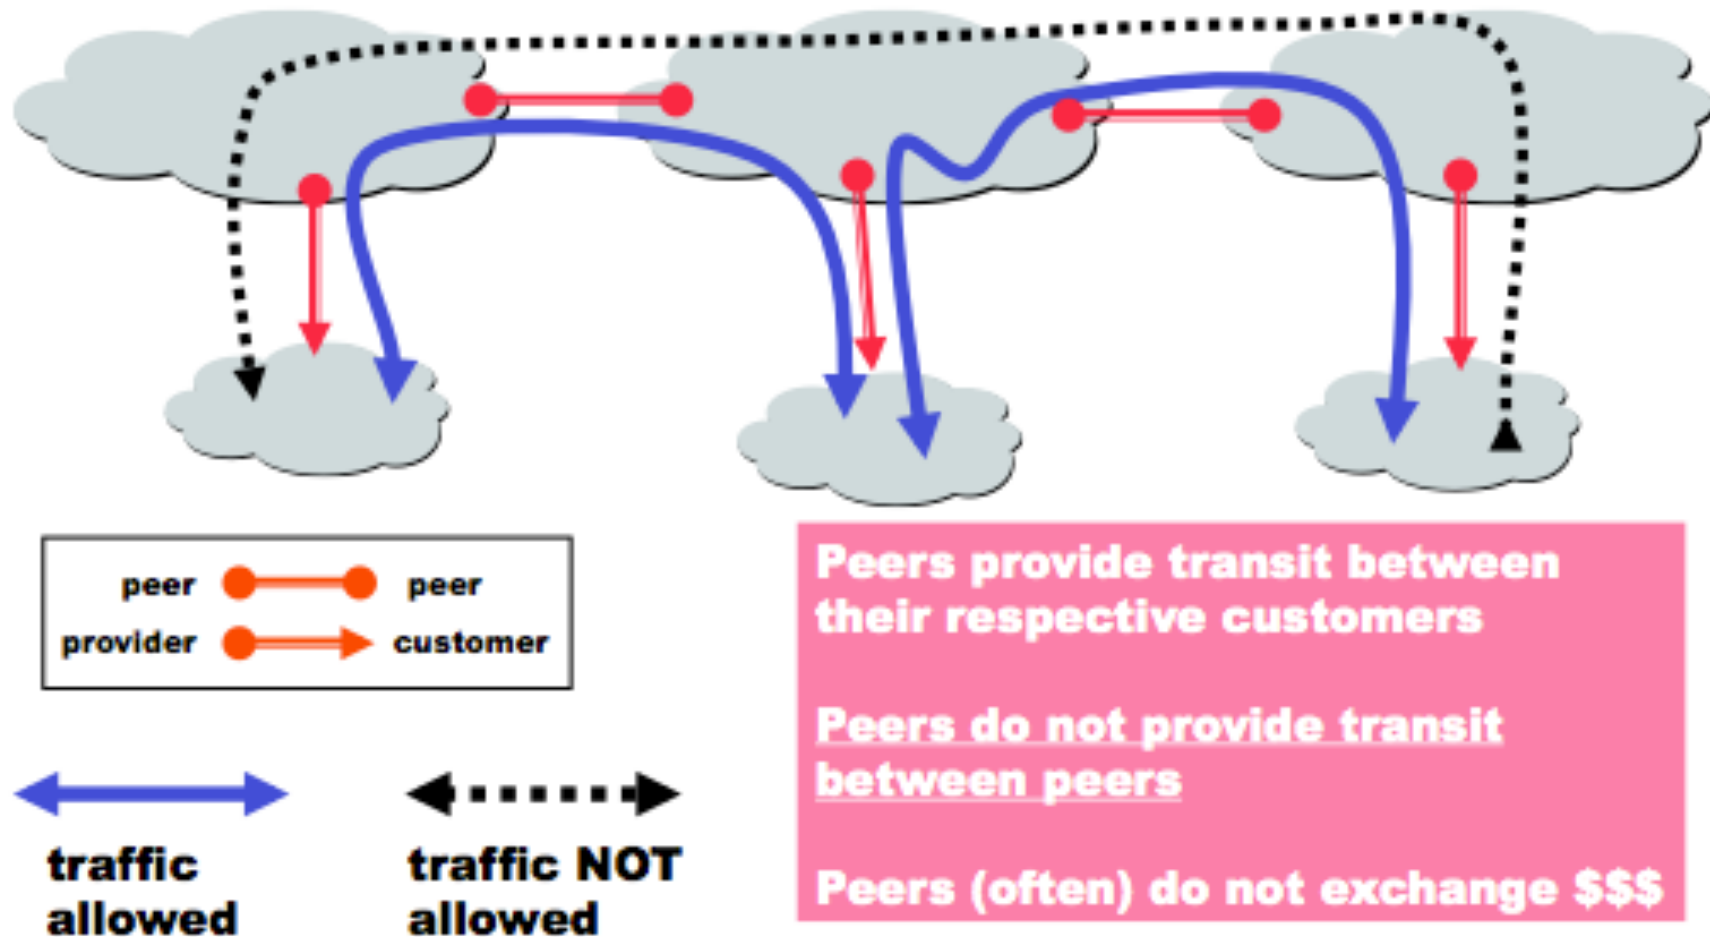 peer peer
provider customer
traffic allowed
traffic NOT allowed
Peers provide transit between
their respective customers
Peers do not provide transit
between peers
Peers (often) do not exchange $$$